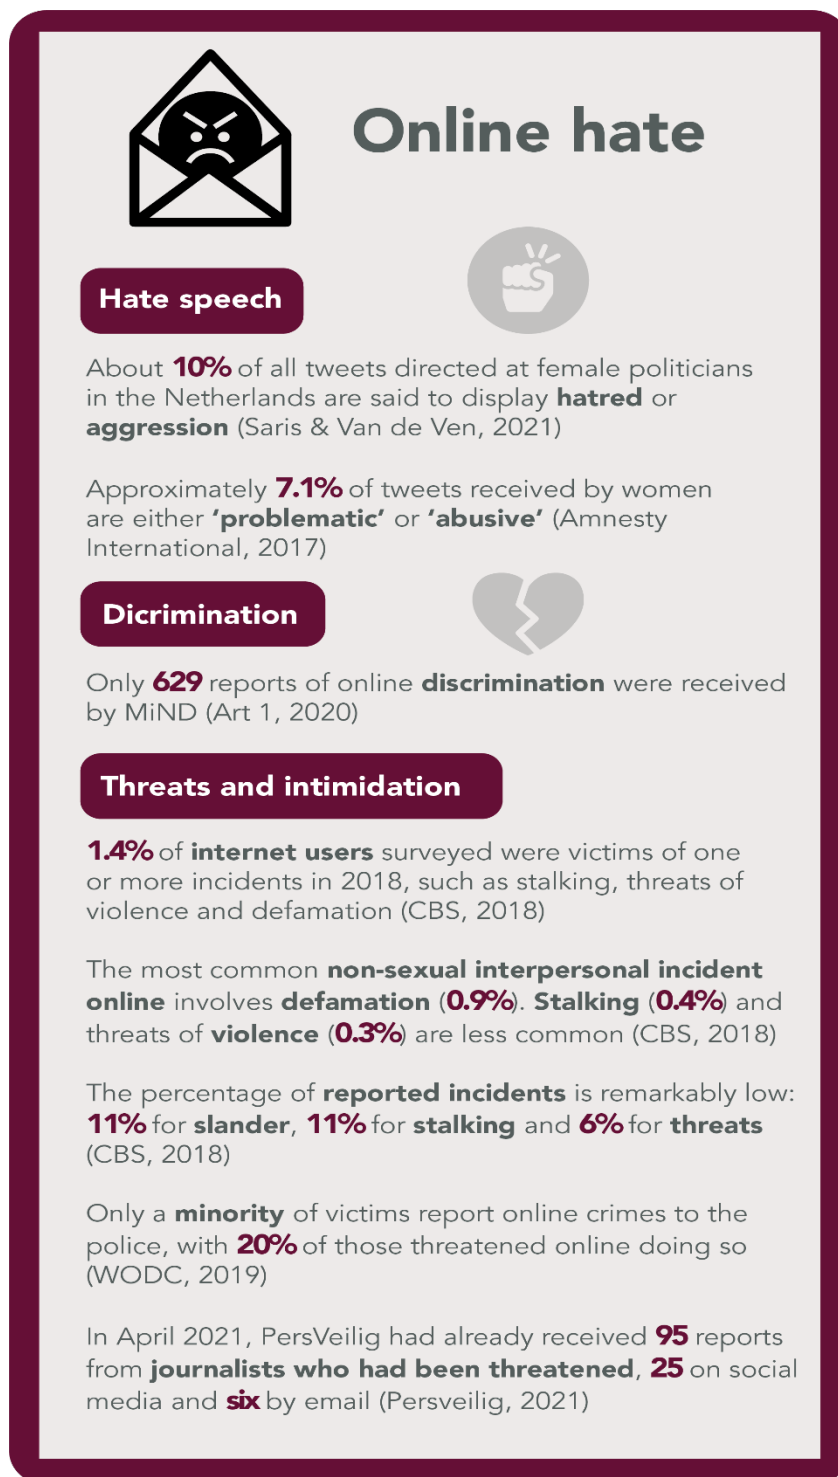 Online hate
Hate speech
About 10% of all tweets directed at female politicians
in the Netherlands are said to display hatred or
aggression (Saris & Van de Ven, 2021)
Approximately 7.1% of tweets received by women
are either ‘problematic’ or ‘abusive’ (Amnesty
International, 2017)
Dicrimination
Only 629 reports of online discrimination were received
by MiND (Art 1, 2020)
Threats and intimidation
1.4% of internet users surveyed were victims of one
or more incidents in 2018, such as stalking, threats of
violence and defamation (CBS, 2018)
The most common non-sexual interpersonal incident
online involves defamation (0.9%). Stalking (0.4%) and
threats of violence (0.3%) are less common (CBS, 2018)
The percentage of reported incidents is remarkably low:
11% for slander, 11% for stalking and 6% for threats
(CBS, 2018)
Only a minority of victims report online crimes to the
police, with 20% of those threatened online doing so
(WODC, 2019)
In April 2021, PersVeilig had already received 95 reports
from journalists who had been threatened, 25 on social
media and six by email (Persveilig, 2021)